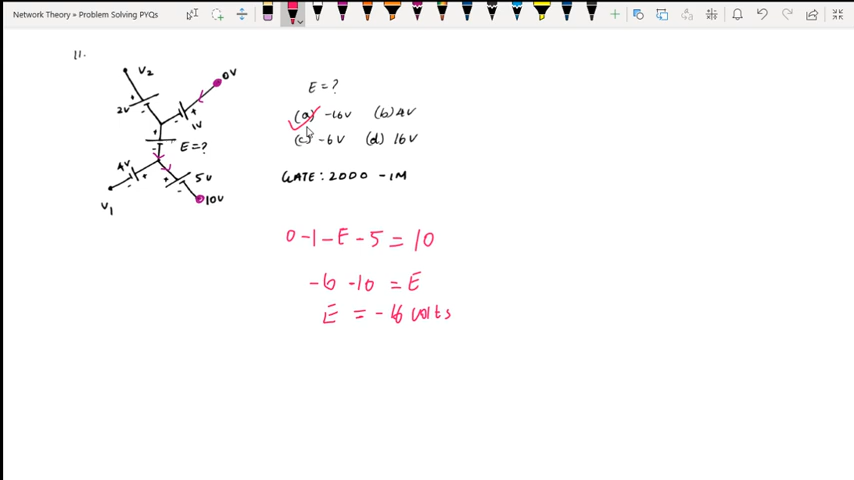 Network Theory » Problem Solving PYQs
11.
V2
0V
2V
+
-
+
-
1V
+
-
E=?
4V
-
+
+
-
5V
10V
V1
E = ?
(a) -16V (b) 4V
(c) -6V (d) 16V
GATE: 2000 - 1M
0 - 1 - E - 5 = 10
-6 -10 = E
E = -16 volts